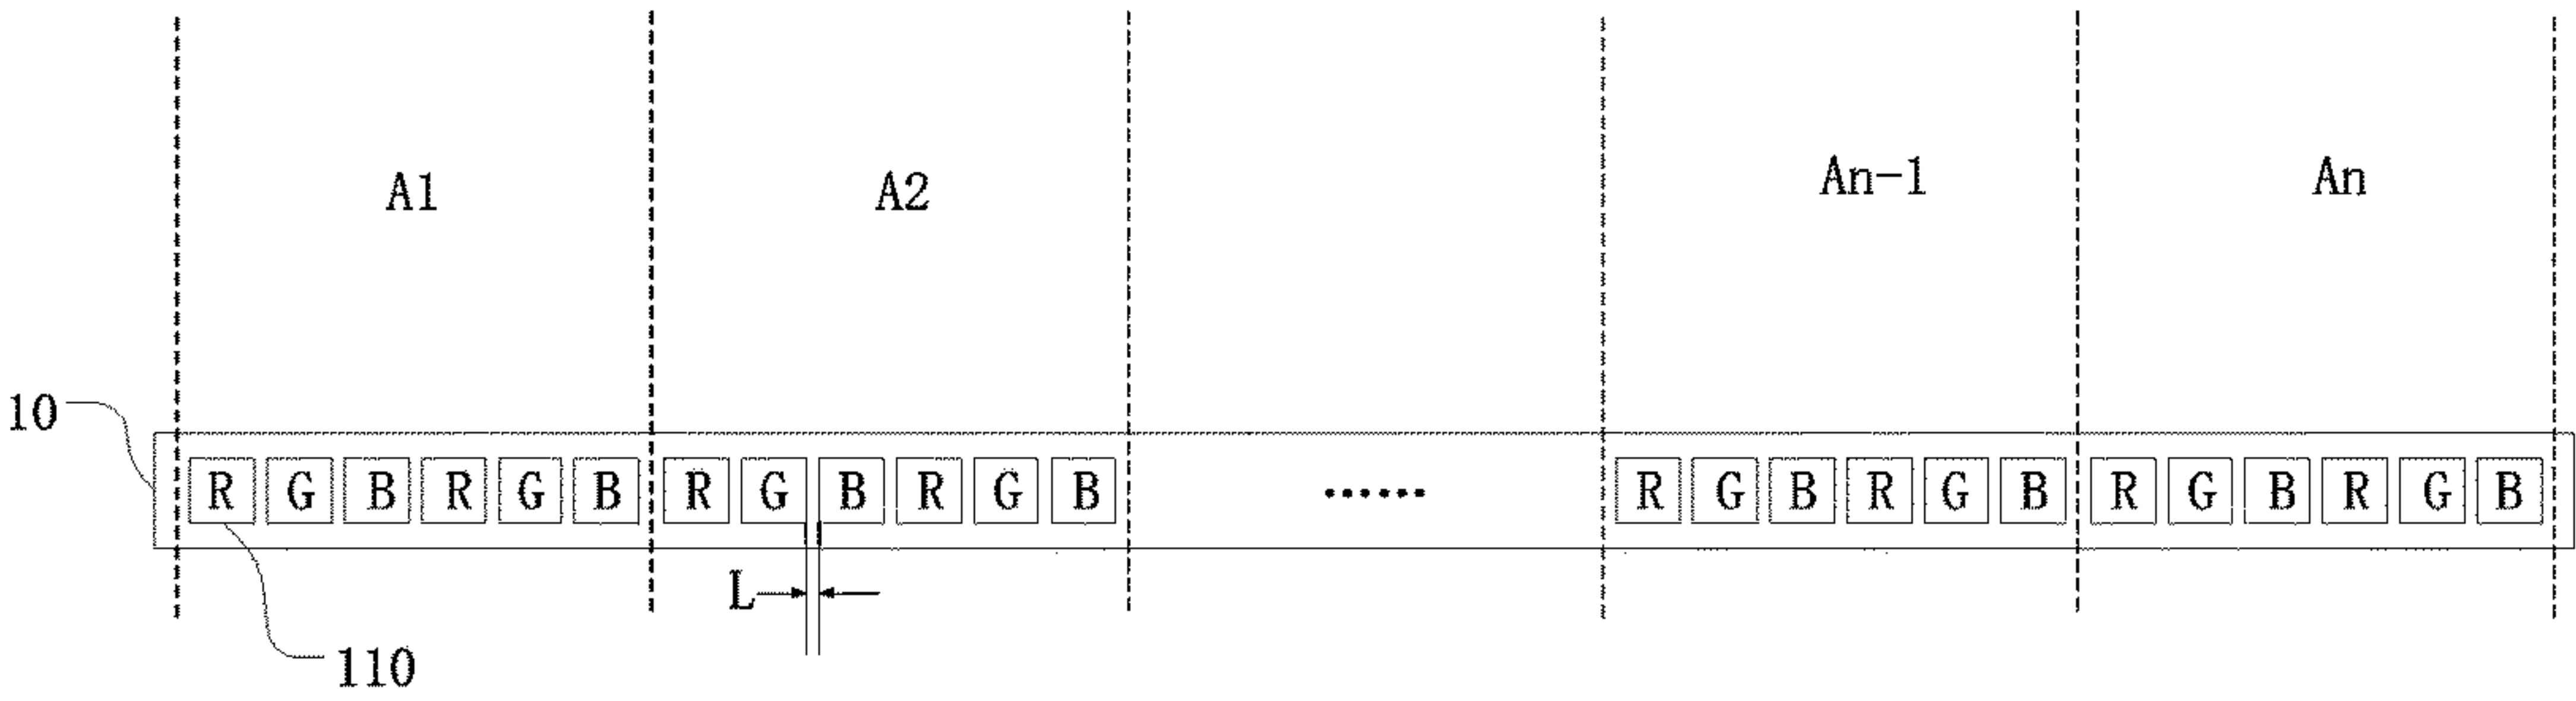 A1 A2 An-1 An
10
R G B R G B R G B R G B ...... R G B R G B R G B R G B
L
110